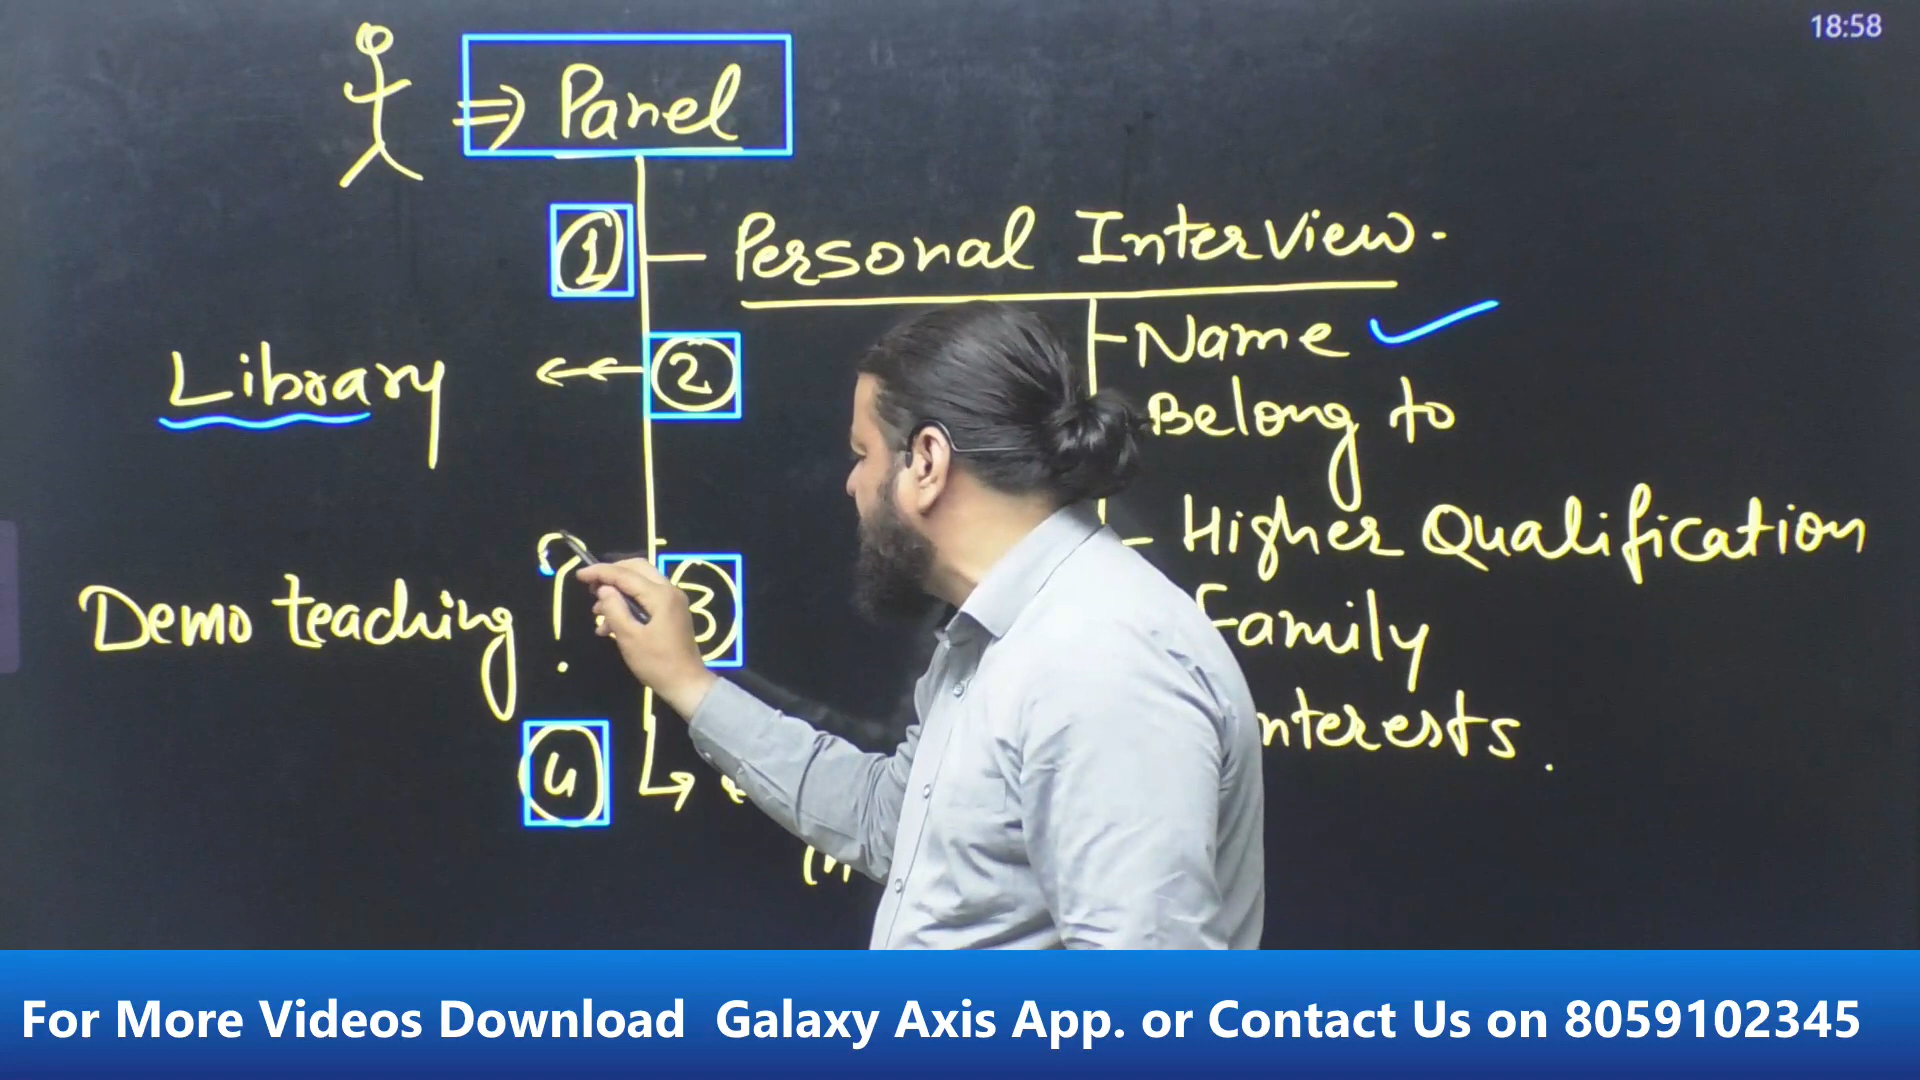 18:58
⇒ Panel
1 — Personal Interview.
Name ✓
Library ←← 2
Belong to
- Higher Qualification
Demo teaching ? 3
Family
nterests.
4
For More Videos Download Galaxy Axis App. or Contact Us on 8059102345